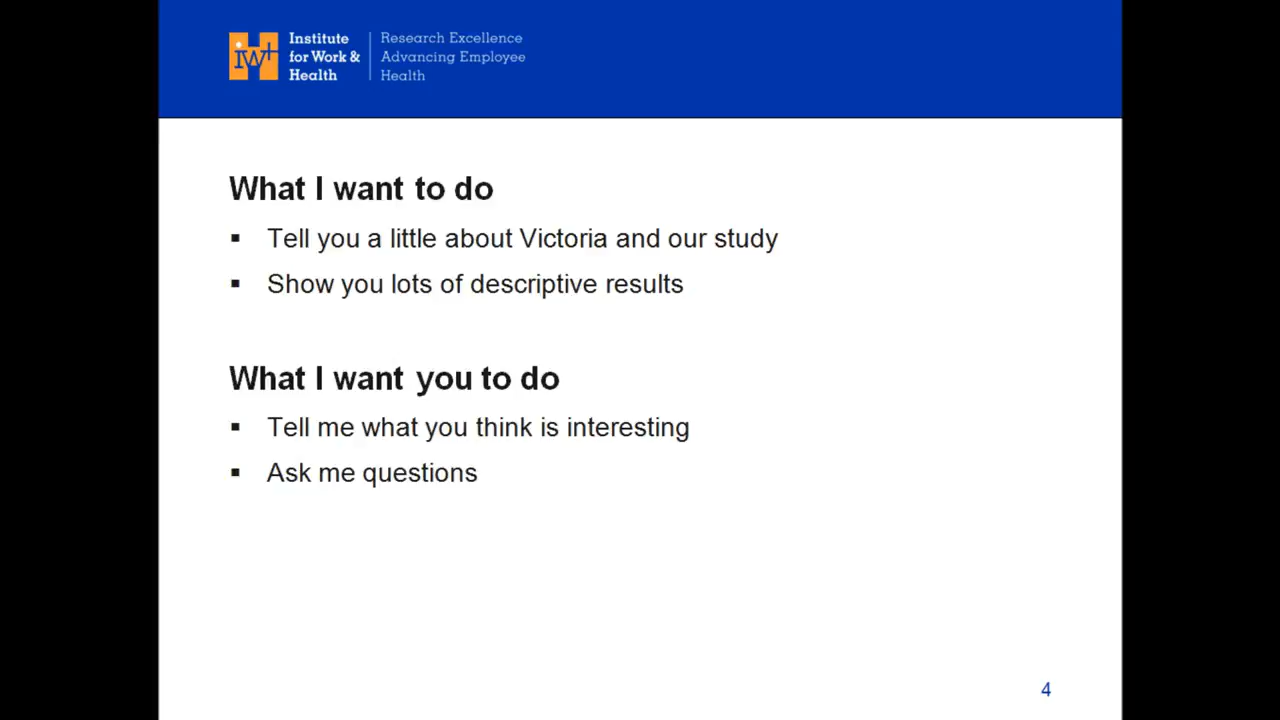 Institute
for Work &
Health
Research Excellence
Advancing Employee
Health
IWH
What I want to do
▪ Tell you a little about Victoria and our study
▪ Show you lots of descriptive results
What I want you to do
▪ Tell me what you think is interesting
▪ Ask me questions
4